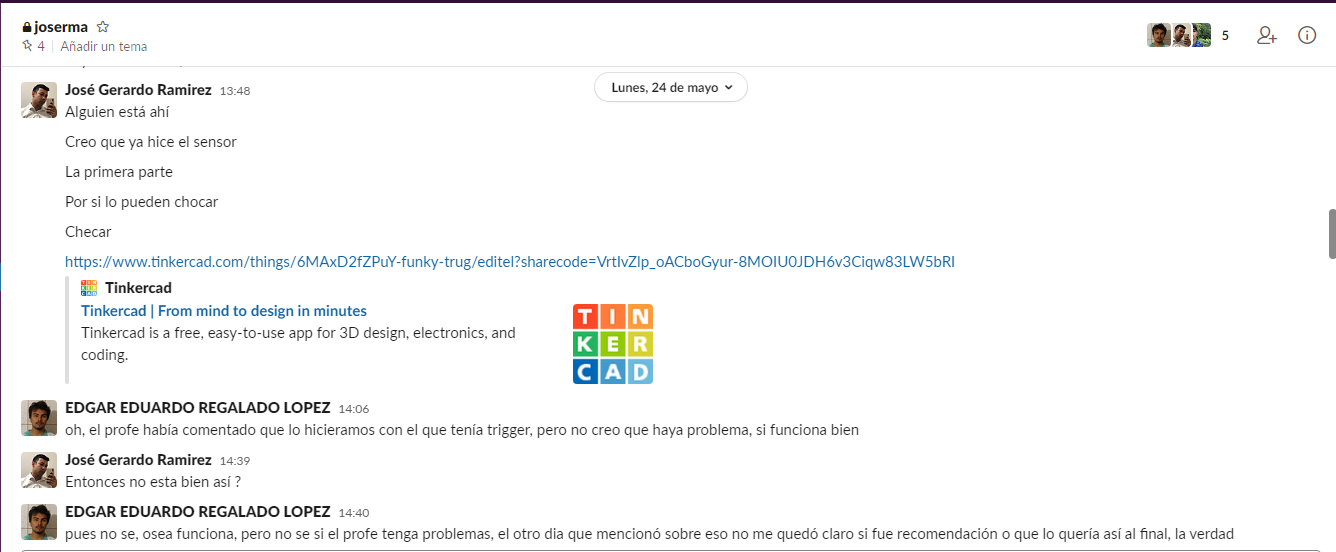 joserma
4 Añadir un tema
5
Lunes, 24 de mayo
José Gerardo Ramirez 13:48
Alguien está ahí
Creo que ya hice el sensor
La primera parte
Por si lo pueden chocar
Checar
https://www.tinkercad.com/things/6MAxD2fZPuY-funky-trug/editel?sharecode=VrtIvZlp_oACboGyur-8MOIU0JDH6v3Ciqw83LW5bRI
Tinkercad
Tinkercad | From mind to design in minutes
Tinkercad is a free, easy-to-use app for 3D design, electronics, and
coding.
TIN
KER
CAD
EDGAR EDUARDO REGALADO LOPEZ 14:06
oh, el profe había comentado que lo hicieramos con el que tenía trigger, pero no creo que haya problema, si funciona bien
José Gerardo Ramirez 14:39
Entonces no esta bien así ?
EDGAR EDUARDO REGALADO LOPEZ 14:40
pues no se, osea funciona, pero no se si el profe tenga problemas, el otro dia que mencionó sobre eso no me quedó claro si fue recomendación o que lo quería así al final, la verdad